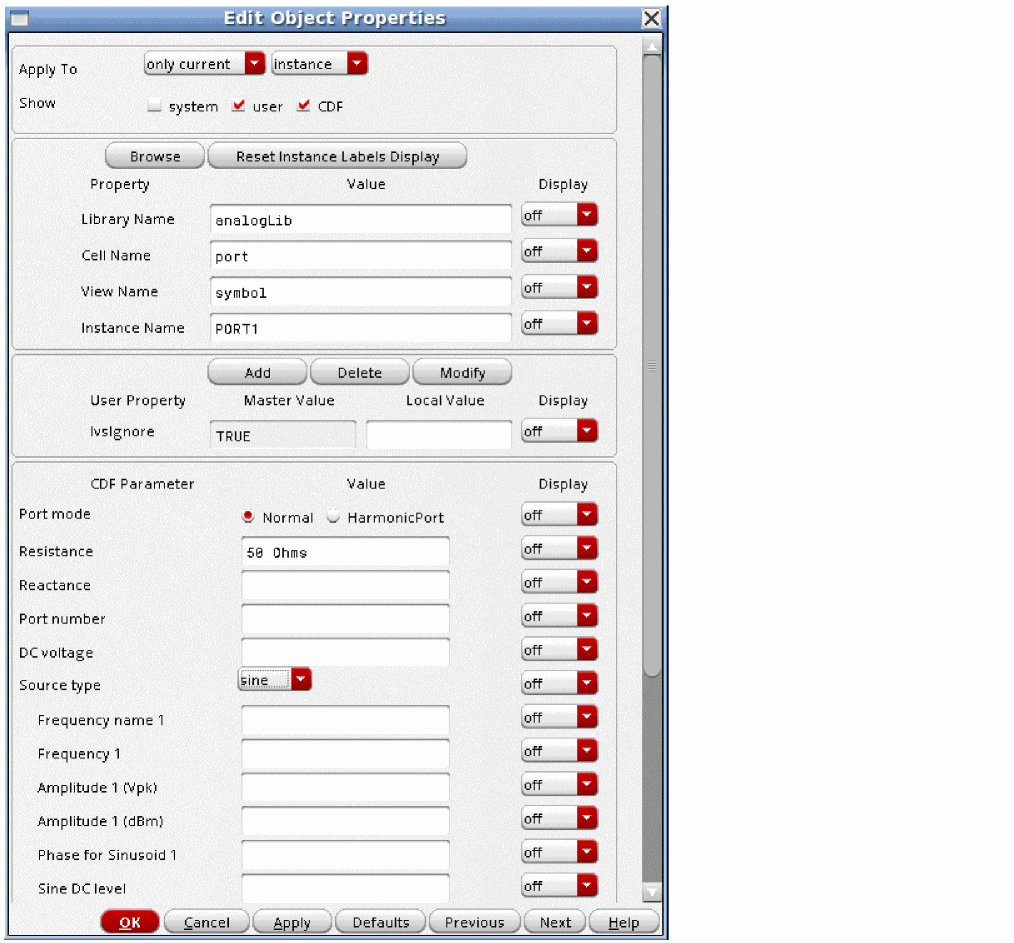 Edit Object Properties
Apply To only current instance
Show system user CDF
Browse Reset Instance Labels Display
Property Value Display
Library Name analogLib off
Cell Name port off
View Name symbol off
Instance Name PORT1 off
Add Delete Modify
User Property Master Value Local Value Display
lvsIgnore TRUE off
CDF Parameter Value Display
Port mode Normal HarmonicPort off
Resistance 50 Ohms off
Reactance off
Port number off
DC voltage off
Source type sine off
Frequency name 1 off
Frequency 1 off
Amplitude 1 (Vpk) off
Amplitude 1 (dBm) off
Phase for Sinusoid 1 off
Sine DC level off
OK Cancel Apply Defaults Previous Next Help